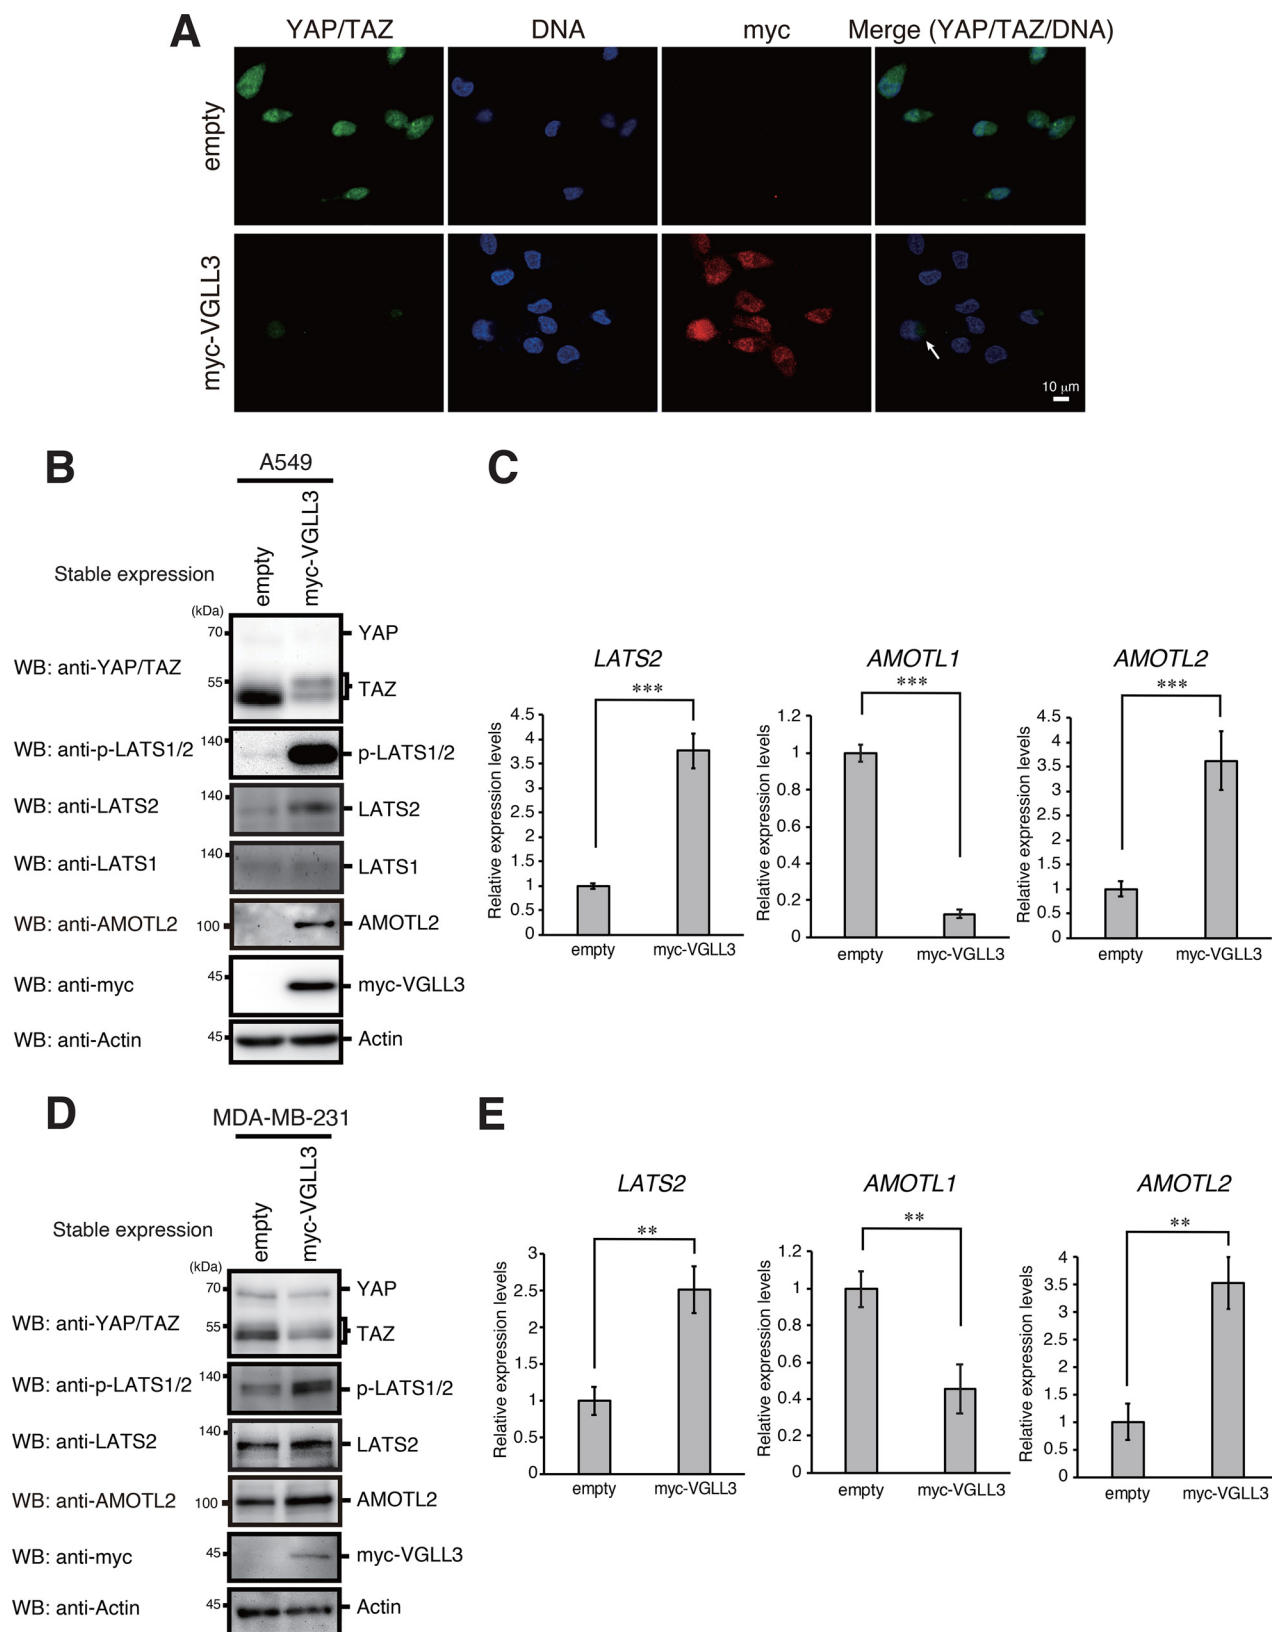 A
YAP/TAZ DNA myc Merge (YAP/TAZ/DNA)
empty
myc-VGLL3
10 μm
B
A549
Stable expression empty myc-VGLL3
(kDa)
70 YAP
WB: anti-YAP/TAZ
55 TAZ
WB: anti-p-LATS1/2 140 p-LATS1/2
WB: anti-LATS2 140 LATS2
WB: anti-LATS1 140 LATS1
WB: anti-AMOTL2 100 AMOTL2
WB: anti-myc 45 myc-VGLL3
WB: anti-Actin 45 Actin
C
LATS2
***
Relative expression levels
4.5
4
3.5
3
2.5
2
1.5
1
0.5
0
empty myc-VGLL3
AMOTL1
***
Relative expression levels
1.2
1
0.8
0.6
0.4
0.2
0
empty myc-VGLL3
AMOTL2
***
Relative expression levels
4.5
4
3.5
3
2.5
2
1.5
1
0.5
0
empty myc-VGLL3
D
MDA-MB-231
Stable expression empty myc-VGLL3
(kDa)
70 YAP
WB: anti-YAP/TAZ
55 TAZ
WB: anti-p-LATS1/2 140 p-LATS1/2
WB: anti-LATS2 140 LATS2
WB: anti-AMOTL2 100 AMOTL2
WB: anti-myc 45 myc-VGLL3
WB: anti-Actin 45 Actin
E
LATS2
**
Relative expression levels
3
2.5
2
1.5
1
0.5
0
empty myc-VGLL3
AMOTL1
**
Relative expression levels
1.2
1
0.8
0.6
0.4
0.2
0
empty myc-VGLL3
AMOTL2
**
Relative expression levels
4
3.5
3
2.5
2
1.5
1
0.5
0
empty myc-VGLL3